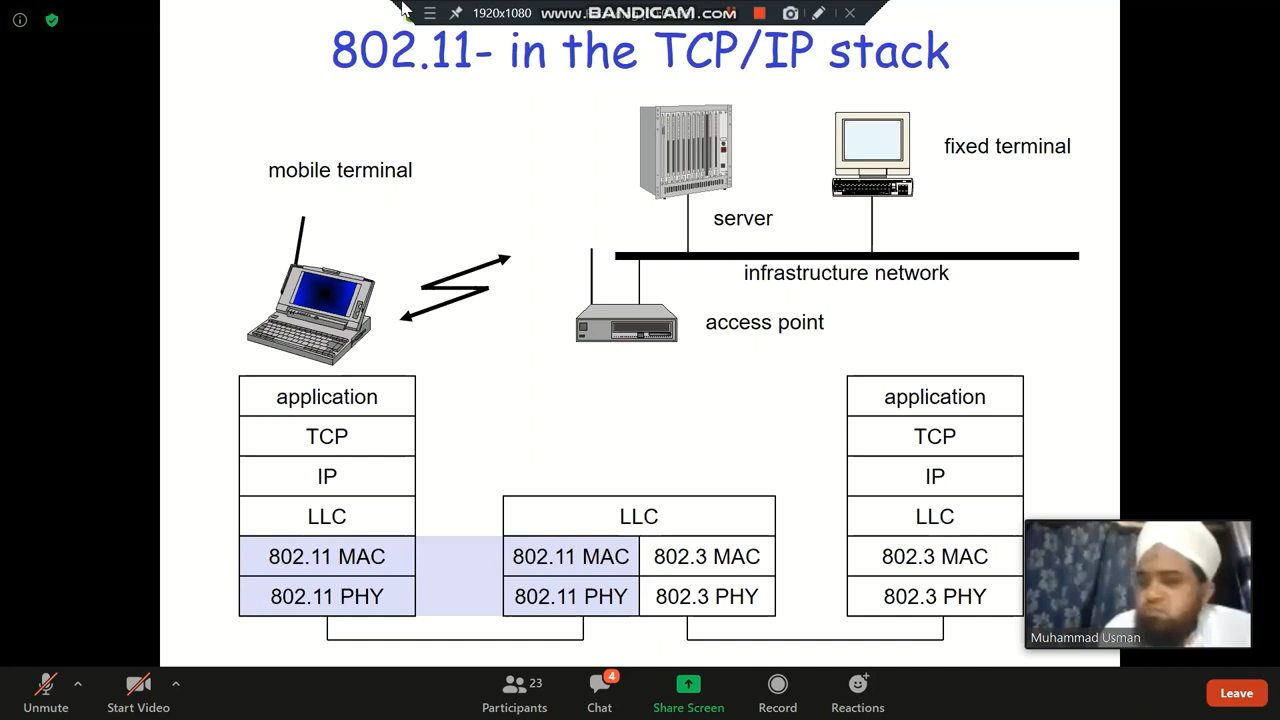 1920x1080
www.BANDICAM.com
802.11- in the TCP/IP stack
mobile terminal
fixed terminal
server
infrastructure network
access point
application
TCP
IP
LLC
802.11 MAC
802.11 PHY
LLC
802.11 MAC
802.3 MAC
802.11 PHY
802.3 PHY
application
TCP
IP
LLC
802.3 MAC
802.3 PHY
Muhammad Usman
Unmute
Start Video
23
Participants
4
Chat
Share Screen
Record
Reactions
Leave